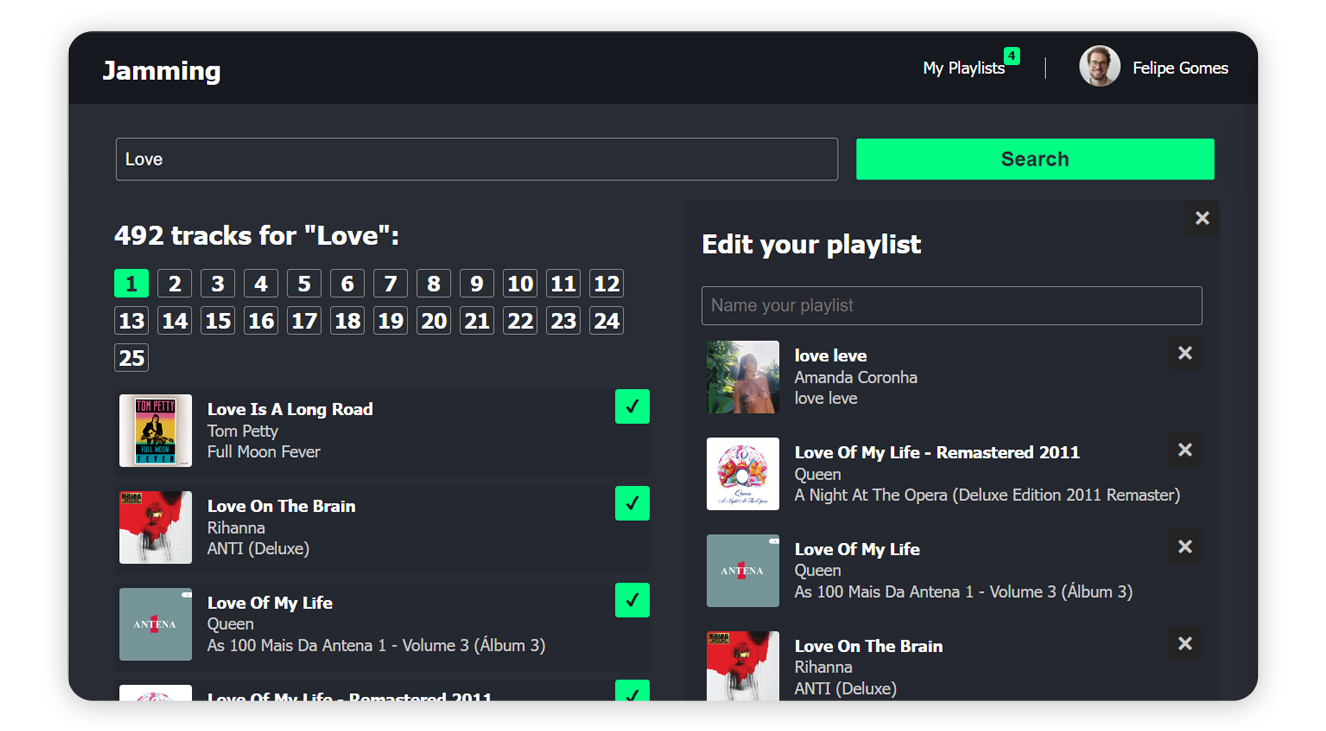 Jamming
My Playlists
4
Felipe Gomes
Love
Search
492 tracks for "Love":
1 2 3 4 5 6 7 8 9 10 11 12
13 14 15 16 17 18 19 20 21 22 23 24
25
TOM PETTY
FULL MOON
FEVER
Love Is A Long Road
Tom Petty
Full Moon Fever
✓
Love On The Brain
Rihanna
ANTI (Deluxe)
✓
ANTENA
1
Love Of My Life
Queen
As 100 Mais Da Antena 1 - Volume 3 (Álbum 3)
✓
Love Of My Life - Remastered 2011
✓
✕
Edit your playlist
Name your playlist
love leve
Amanda Coronha
love leve
✕
Queen
A Night At The Opera
Love Of My Life - Remastered 2011
Queen
A Night At The Opera (Deluxe Edition 2011 Remaster)
✕
ANTENA
1
Love Of My Life
Queen
As 100 Mais Da Antena 1 - Volume 3 (Álbum 3)
✕
Love On The Brain
Rihanna
ANTI (Deluxe)
✕